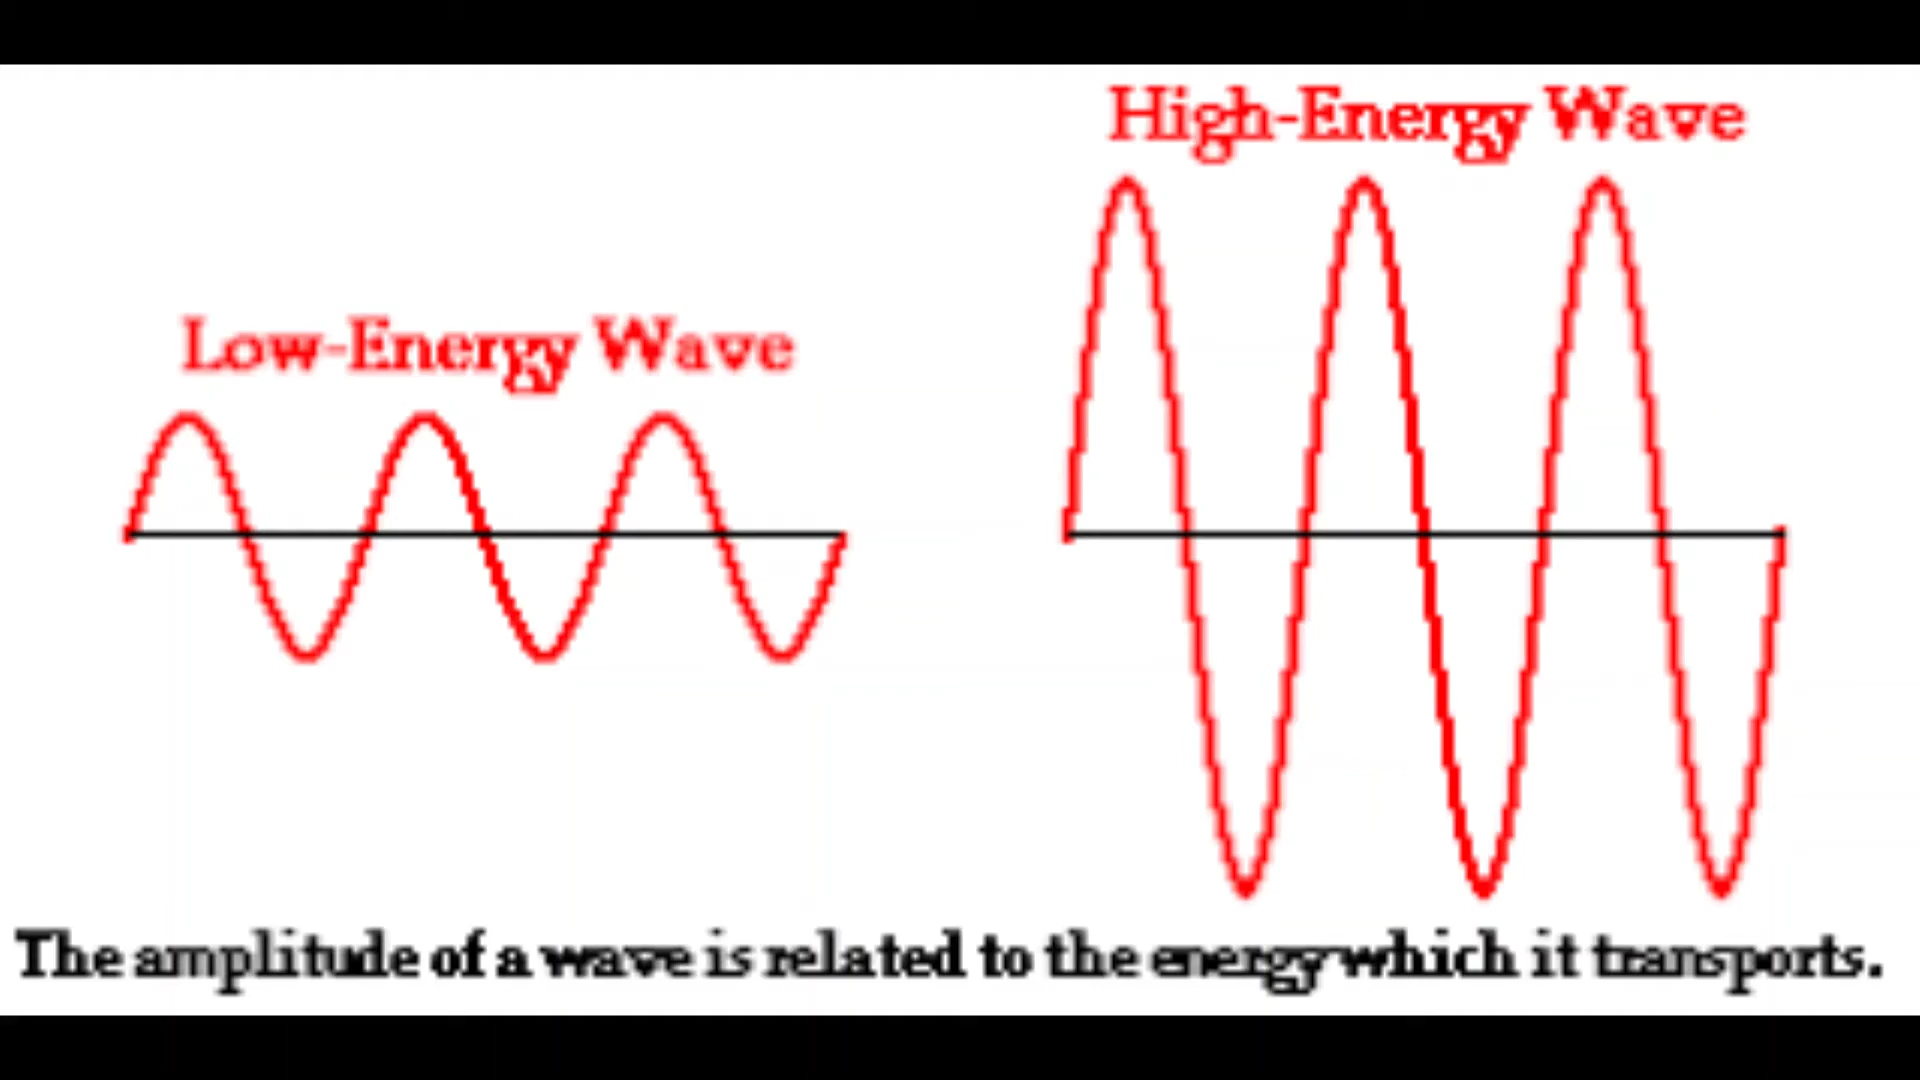 High-Energy Wave
Low-Energy Wave
The amplitude of a wave is related to the energy which it transports.